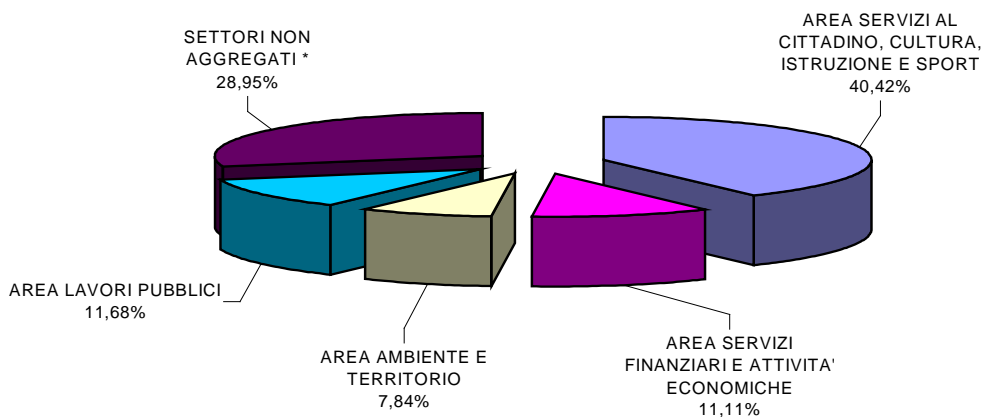 SETTORI NON
AGGREGATI *
28,95%
AREA SERVIZI AL
CITTADINO, CULTURA,
ISTRUZIONE E SPORT
40,42%
AREA LAVORI PUBBLICI
11,68%
AREA AMBIENTE E
TERRITORIO
7,84%
AREA SERVIZI
FINANZIARI E ATTIVITA'
ECONOMICHE
11,11%